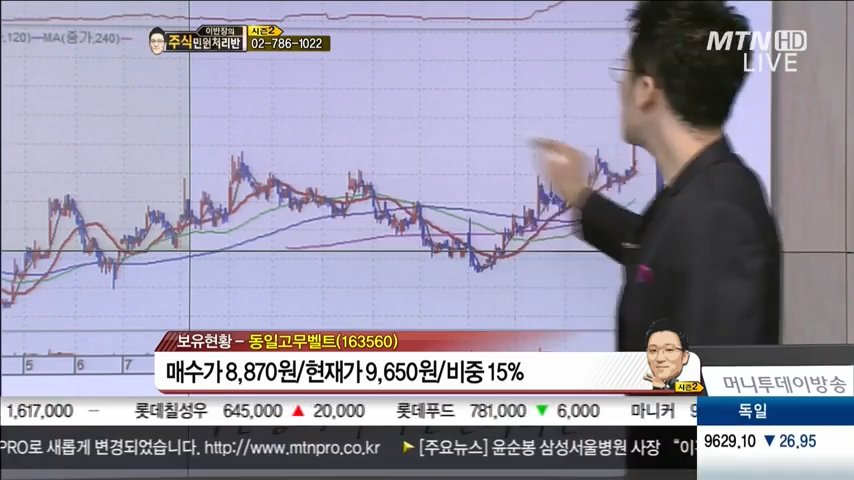 ,120)—MA(종가,240)—
이반장의 시즌2
주식민원처리반 02-786-1022
MTN HD
LIVE
5 6 7
보유현황 - 동일고무벨트(163560)
매수가 8,870원/현재가 9,650원/비중 15%
시즌2
머니투데이방송
1,617,000 – 롯데칠성우 645,000 ▲ 20,000 롯데푸드 781,000 ▼ 6,000 마니커 9
독일
9629.10 ▼26.95
PRO로 새롭게 변경되었습니다. http://www.mtnpro.co.kr ▶ [주요뉴스] 윤순봉 삼성서울병원 사장 “이